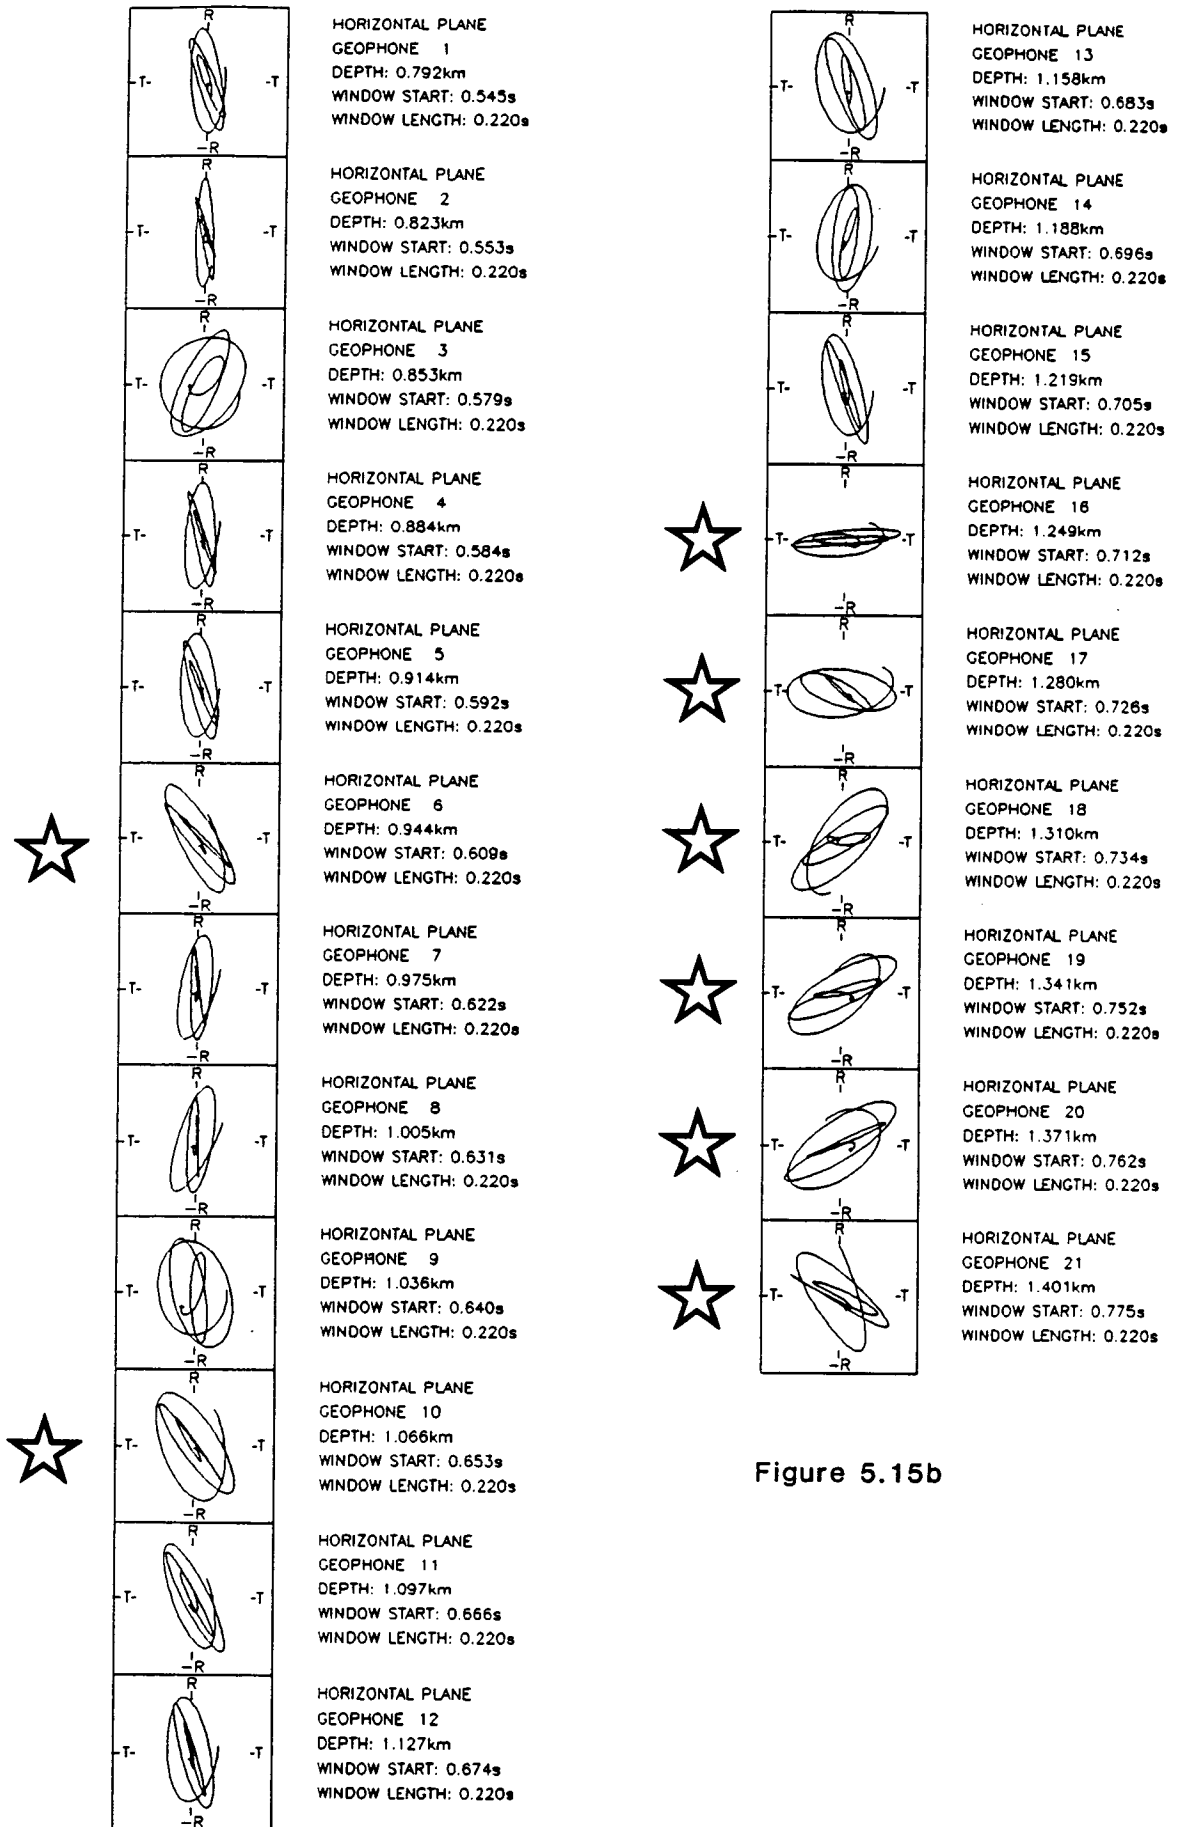 R
-T- -T
-R
HORIZONTAL PLANE
GEOPHONE 1
DEPTH: 0.792km
WINDOW START: 0.545s
WINDOW LENGTH: 0.220s
R
-T- -T
-R
HORIZONTAL PLANE
GEOPHONE 2
DEPTH: 0.823km
WINDOW START: 0.553s
WINDOW LENGTH: 0.220s
R
-T- -T
-R
HORIZONTAL PLANE
GEOPHONE 3
DEPTH: 0.853km
WINDOW START: 0.579s
WINDOW LENGTH: 0.220s
R
-T- -T
-R
HORIZONTAL PLANE
GEOPHONE 4
DEPTH: 0.884km
WINDOW START: 0.584s
WINDOW LENGTH: 0.220s
R
-T- -T
-R
HORIZONTAL PLANE
GEOPHONE 5
DEPTH: 0.914km
WINDOW START: 0.592s
WINDOW LENGTH: 0.220s
R
-T- -T
-R
HORIZONTAL PLANE
GEOPHONE 6
DEPTH: 0.944km
WINDOW START: 0.609s
WINDOW LENGTH: 0.220s
R
-T- -T
-R
HORIZONTAL PLANE
GEOPHONE 7
DEPTH: 0.975km
WINDOW START: 0.622s
WINDOW LENGTH: 0.220s
R
-T- -T
-R
HORIZONTAL PLANE
GEOPHONE 8
DEPTH: 1.005km
WINDOW START: 0.631s
WINDOW LENGTH: 0.220s
R
-T- -T
-R
HORIZONTAL PLANE
GEOPHONE 9
DEPTH: 1.036km
WINDOW START: 0.640s
WINDOW LENGTH: 0.220s
R
-T- -T
-R
HORIZONTAL PLANE
GEOPHONE 10
DEPTH: 1.066km
WINDOW START: 0.653s
WINDOW LENGTH: 0.220s
R
-T- -T
-R
HORIZONTAL PLANE
GEOPHONE 11
DEPTH: 1.097km
WINDOW START: 0.666s
WINDOW LENGTH: 0.220s
R
-T- -T
-R
HORIZONTAL PLANE
GEOPHONE 12
DEPTH: 1.127km
WINDOW START: 0.674s
WINDOW LENGTH: 0.220s
R
-T- -T
-R
HORIZONTAL PLANE
GEOPHONE 13
DEPTH: 1.158km
WINDOW START: 0.683s
WINDOW LENGTH: 0.220s
R
-T- -T
-R
HORIZONTAL PLANE
GEOPHONE 14
DEPTH: 1.188km
WINDOW START: 0.696s
WINDOW LENGTH: 0.220s
R
-T- -T
-R
HORIZONTAL PLANE
GEOPHONE 15
DEPTH: 1.219km
WINDOW START: 0.705s
WINDOW LENGTH: 0.220s
R
-T- -T
-R
HORIZONTAL PLANE
GEOPHONE 16
DEPTH: 1.249km
WINDOW START: 0.712s
WINDOW LENGTH: 0.220s
R
-T- -T
-R
HORIZONTAL PLANE
GEOPHONE 17
DEPTH: 1.280km
WINDOW START: 0.726s
WINDOW LENGTH: 0.220s
R
-T- -T
-R
HORIZONTAL PLANE
GEOPHONE 18
DEPTH: 1.310km
WINDOW START: 0.734s
WINDOW LENGTH: 0.220s
R
-T- -T
-R
HORIZONTAL PLANE
GEOPHONE 19
DEPTH: 1.341km
WINDOW START: 0.752s
WINDOW LENGTH: 0.220s
R
-T- -T
-R
HORIZONTAL PLANE
GEOPHONE 20
DEPTH: 1.371km
WINDOW START: 0.762s
WINDOW LENGTH: 0.220s
R
-T- -T
-R
HORIZONTAL PLANE
GEOPHONE 21
DEPTH: 1.401km
WINDOW START: 0.775s
WINDOW LENGTH: 0.220s
Figure 5.15b